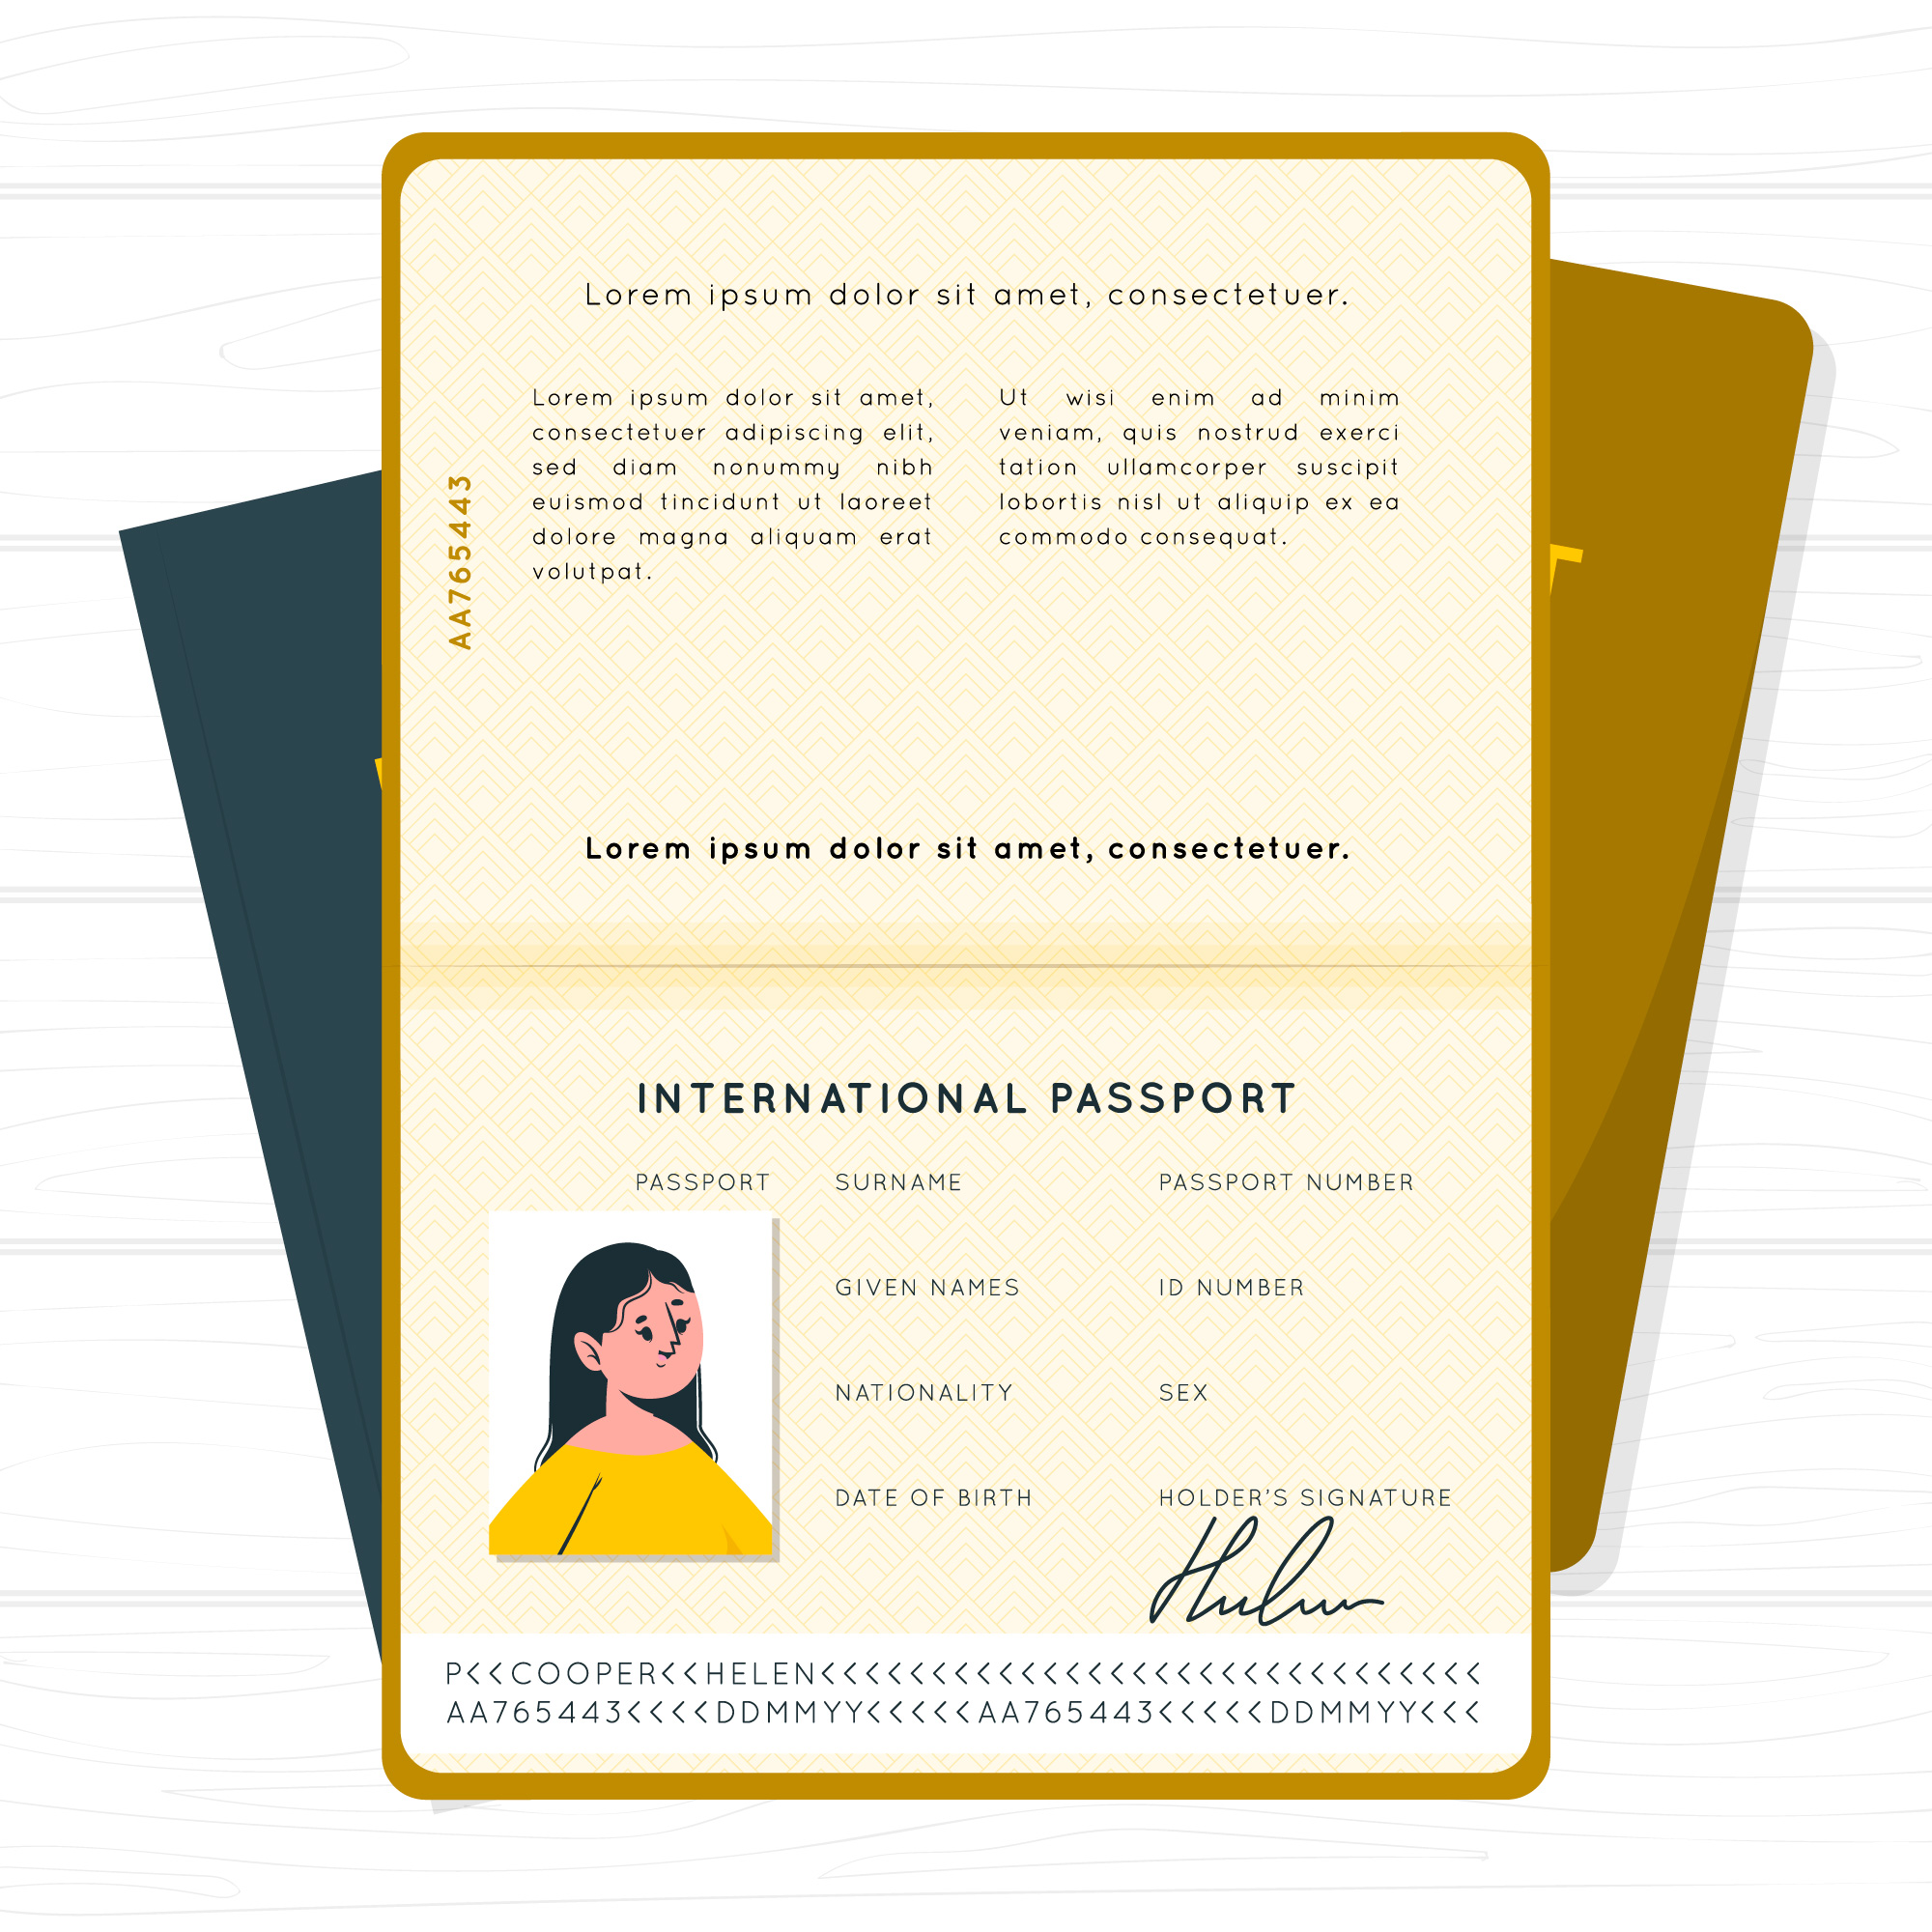 Lorem ipsum dolor sit amet, consectetuer.
Lorem ipsum dolor sit amet,
consectetuer adipiscing elit,
sed diam nonummy nibh
euismod tincidunt ut laoreet
dolore magna aliquam erat
volutpat.
Ut wisi enim ad minim
veniam, quis nostrud exerci
tation ullamcorper suscipit
lobortis nisl ut aliquip ex ea
commodo consequat.
AA765443
Lorem ipsum dolor sit amet, consectetuer.
INTERNATIONAL PASSPORT
PASSPORT
SURNAME
PASSPORT NUMBER
GIVEN NAMES
ID NUMBER
NATIONALITY
SEX
DATE OF BIRTH
HOLDER'S SIGNATURE
P<<COOPER<<HELEN<<<<<<<<<<<<<<<<<<<<<<<<<<<<<<<<<<<<
AA765443<<<<DDMMYY<<<<<AA765443<<<<<DDMMYY<<<